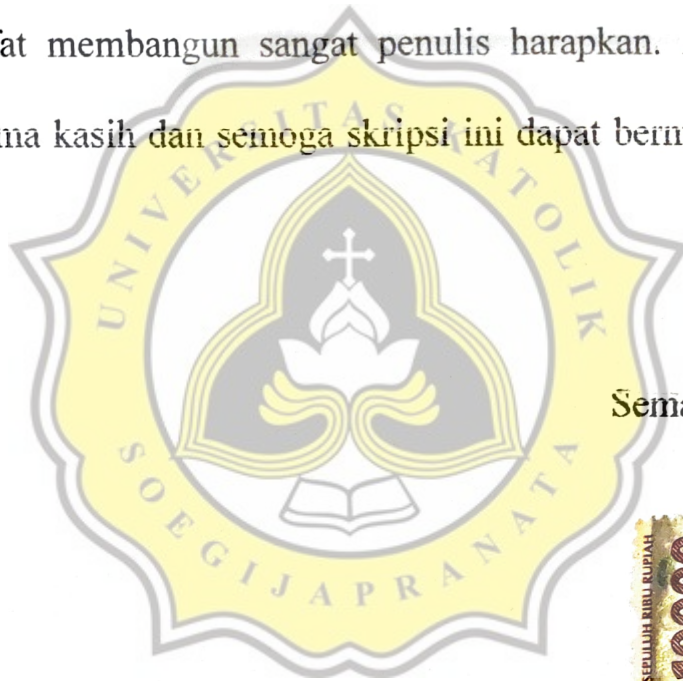 fat membangun sangat penulis harapkan.
ma kasih dan semoga skripsi ini dapat berm
UNIVERSITAS KATOLIK
SOEGIJAPRANATA
Sema
SEPULUH RIBU RUPIAH